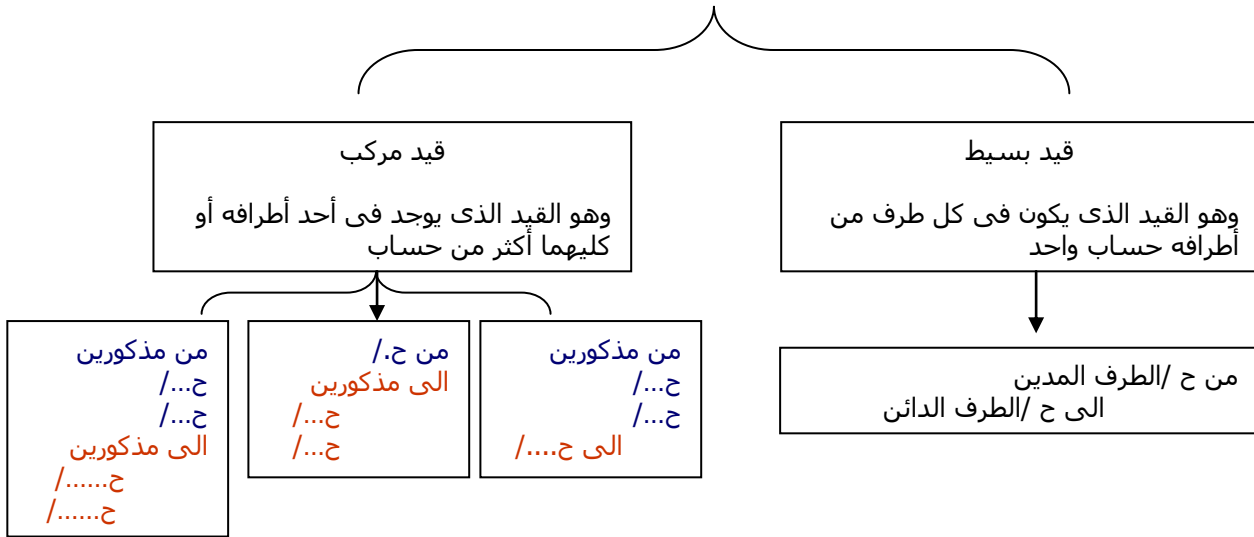 قيد بسيط
وهو القيد الذى يكون فى كل طرف من
أطرافه حساب واحد
من ح /الطرف المدين
الى ح /الطرف الدائن
قيد مركب
وهو القيد الذى يوجد فى أحد أطرافه أو
كليهما أكثر من حساب
من مذكورين
ح.../
ح.../
الى ح..../
من ح./
الى مذكورين
ح.../
ح.../
من مذكورين
ح.../
ح.../
الى مذكورين
ح....../
ح....../